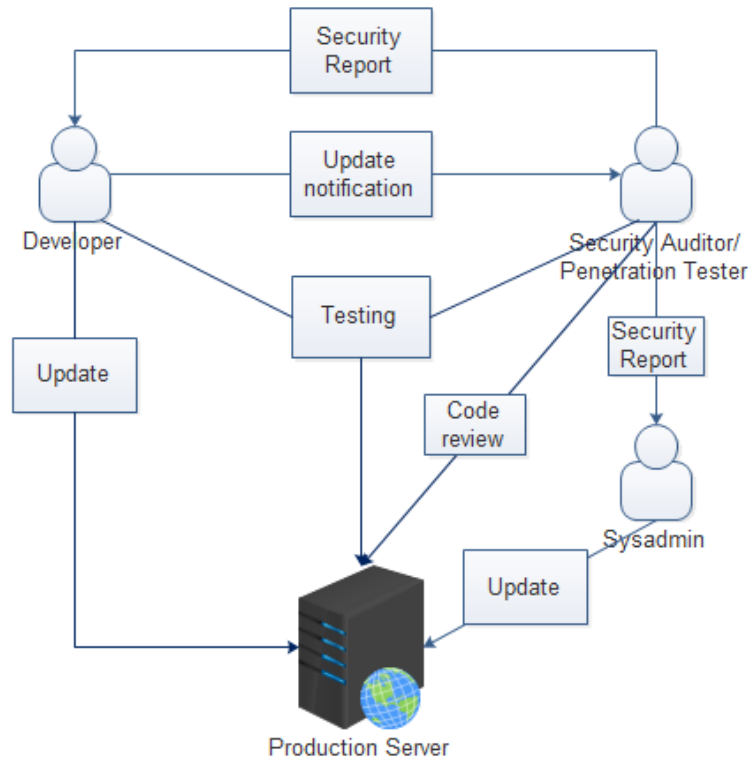 Security
Report
Update
notification
Developer
Security Auditor/
Penetration Tester
Testing
Security
Report
Update
Code
review
Sysadmin
Update
Production Server